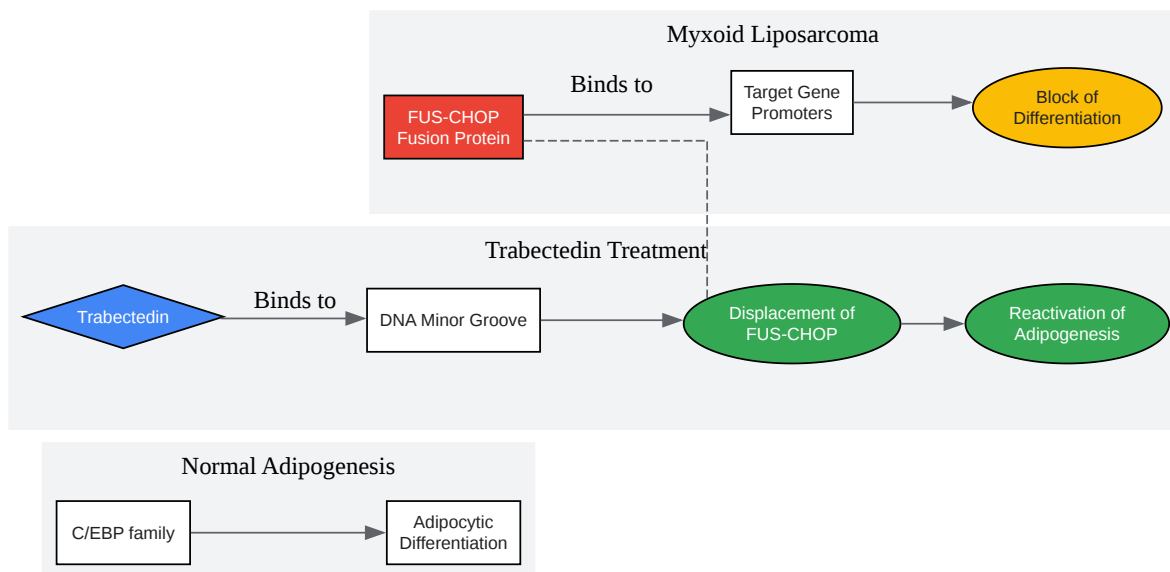 Myxoid Liposarcoma
Binds to
FUS-CHOP
Fusion Protein
Target Gene
Promoters
Block of
Differentiation
Trabectedin Treatment
Trabectedin
Binds to
DNA Minor Groove
Displacement of
FUS-CHOP
Reactivation of
Adipogenesis
Normal Adipogenesis
C/EBP family
Adipocytic
Differentiation